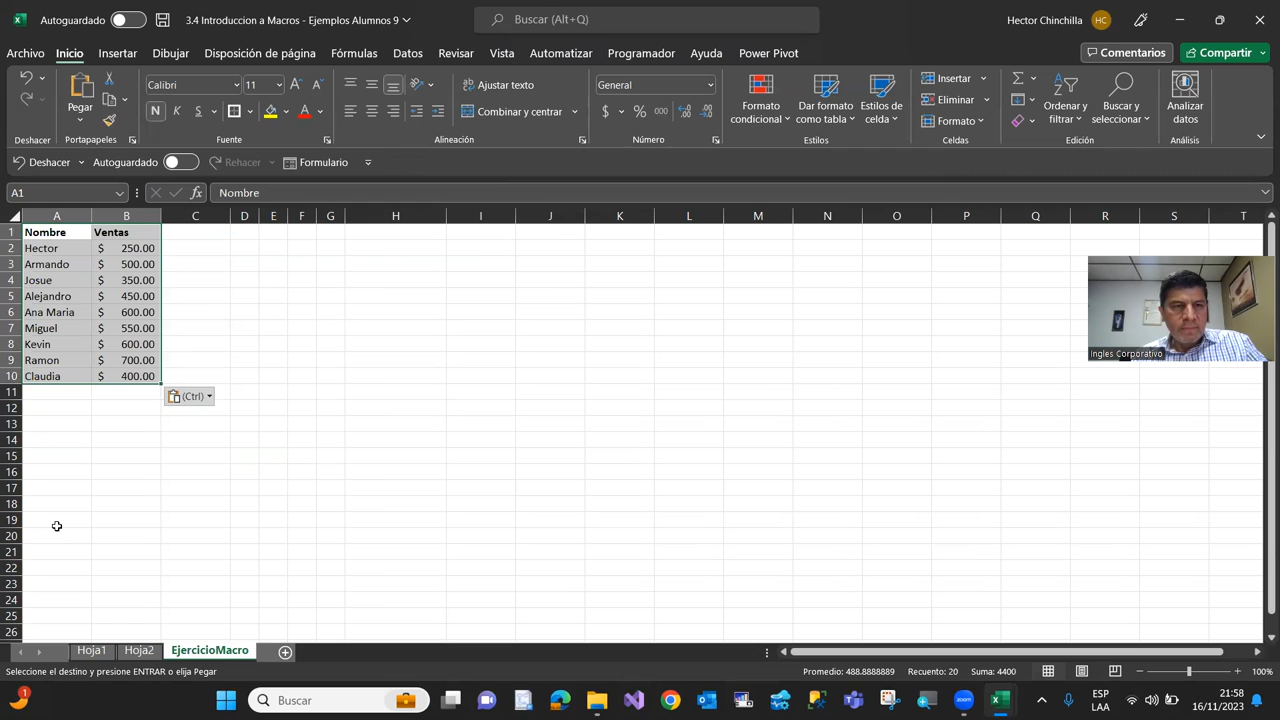 Autoguardado 3.4 Introduccion a Macros - Ejemplos Alumnos 9 Buscar (Alt+Q) Hector Chinchilla HC
Archivo Inicio Insertar Dibujar Disposición de página Fórmulas Datos Revisar Vista Automatizar Programador Ayuda Power Pivot Comentarios Compartir
Calibri 11 Ajustar texto General Insertar
Pegar N K S Combinar y centrar $ % 000 Formato condicional Dar formato como tabla Estilos de celda Eliminar Formato Ordenar y filtrar Buscar y seleccionar Analizar datos
Deshacer Portapapeles Fuente Alineación Número Estilos Celdas Edición Análisis
Deshacer Autoguardado Rehacer Formulario
A1 fx Nombre
A B C D E F G H I J K L M N O P Q R S T
1 Nombre Ventas
2 Hector $ 250.00
3 Armando $ 500.00
4 Josue $ 350.00
5 Alejandro $ 450.00
6 Ana Maria $ 600.00
7 Miguel $ 550.00
8 Kevin $ 600.00
9 Ramon $ 700.00
10 Claudia $ 400.00
Ingles Corporativo
11 (Ctrl)
12
13
14
15
16
17
18
19
20
21
22
23
24
25
26
Hoja1 Hoja2 EjercicioMacro
Seleccione el destino y presione ENTRAR o elija Pegar Promedio: 488.8888889 Recuento: 20 Suma: 4400 100%
1 Buscar ESP LAA 21:58 16/11/2023